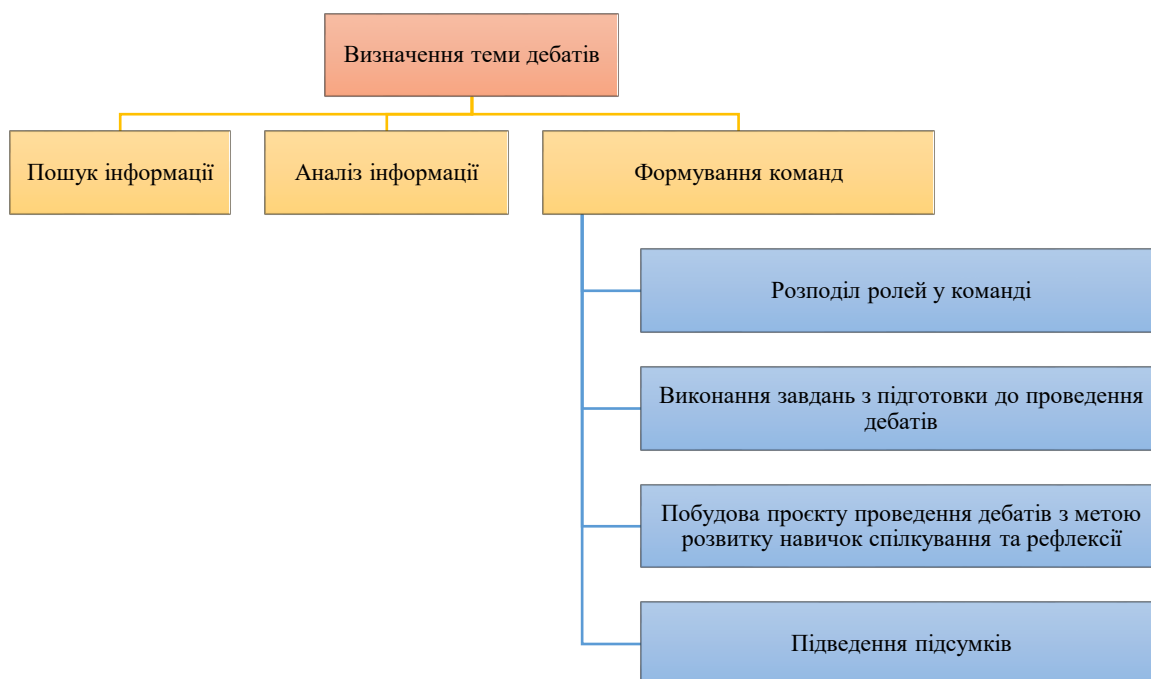 Визначення теми дебатів
Пошук інформації
Аналіз інформації
Формування команд
Розподіл ролей у команді
Виконання завдань з підготовки до проведення
дебатів
Побудова проєкту проведення дебатів з метою
розвитку навичок спілкування та рефлексії
Підведення підсумків